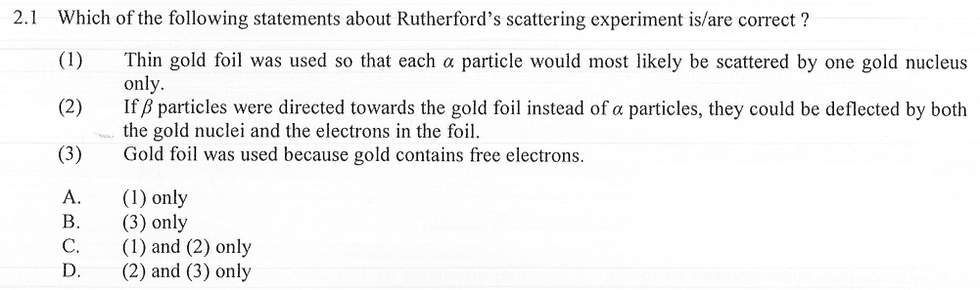 2.1 Which of the following statements about Rutherford's scattering experiment is/are correct ?
(1) Thin gold foil was used so that each α particle would most likely be scattered by one gold nucleus
only.
(2) If β particles were directed towards the gold foil instead of α particles, they could be deflected by both
the gold nuclei and the electrons in the foil.
(3) Gold foil was used because gold contains free electrons.
A. (1) only
B. (3) only
C. (1) and (2) only
D. (2) and (3) only